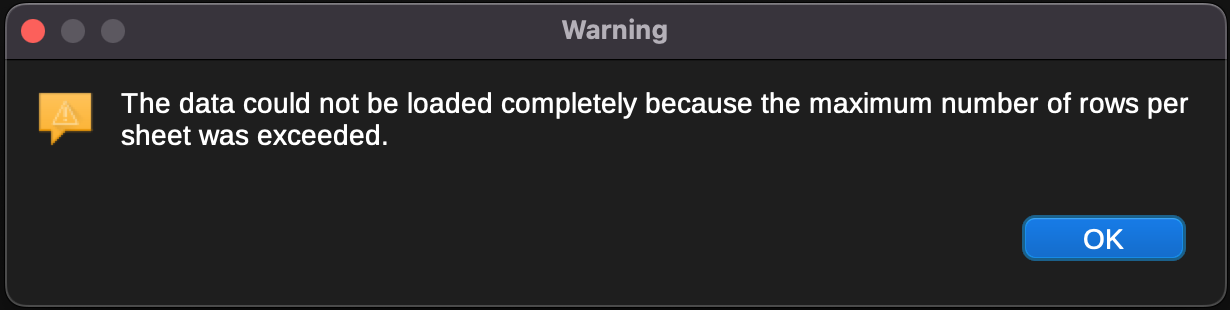 Warning
The data could not be loaded completely because the maximum number of rows per
sheet was exceeded.
OK